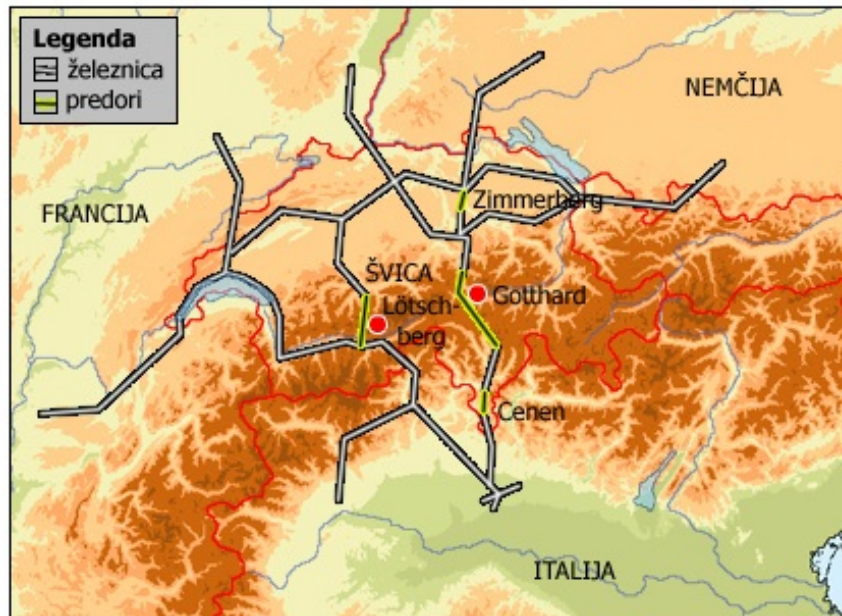 Legenda
železnica
predori
NEMČIJA
FRANCIJA
Zimmerberg
ŠVICA
Gotthard
Lötsch-
berg
Cenen
ITALIJA